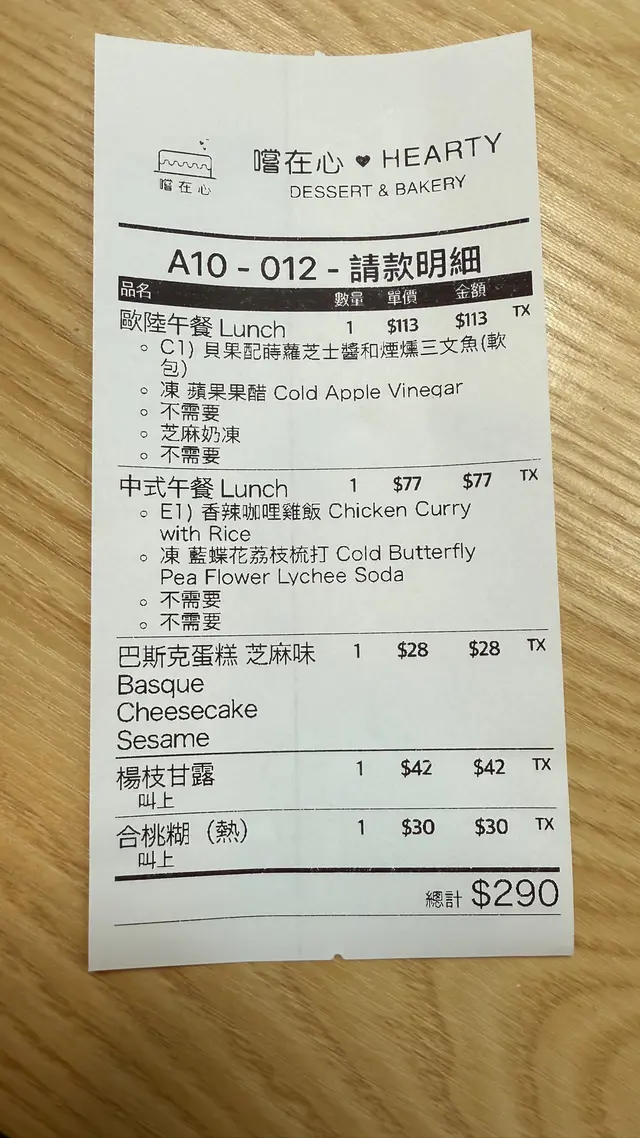 嚐在心
嚐在心 ♥ HEARTY
DESSERT & BAKERY
A10 - 012 - 請款明細
品名 數量 單價 金額
歐陸午餐 Lunch 1 $113 $113 TX
C1) 貝果配蒔蘿芝士醬和煙燻三文魚(軟
包)
凍 蘋果果醋 Cold Apple Vinegar
不需要
芝麻奶凍
不需要
中式午餐 Lunch 1 $77 $77 TX
E1) 香辣咖哩雞飯 Chicken Curry
with Rice
凍 藍蝶花荔枝梳打 Cold Butterfly
Pea Flower Lychee Soda
不需要
不需要
巴斯克蛋糕 芝麻味 1 $28 $28 TX
Basque
Cheesecake
Sesame
楊枝甘露 1 $42 $42 TX
叫上
合桃糊（熱） 1 $30 $30 TX
叫上
總計 $290